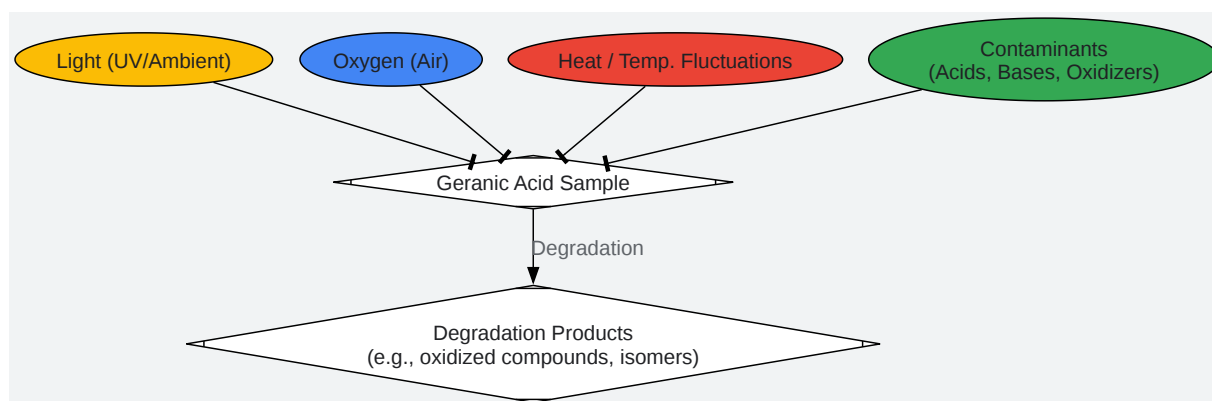 Light (UV/Ambient)
Oxygen (Air)
Heat / Temp. Fluctuations
Contaminants
(Acids, Bases, Oxidizers)
Geranic Acid Sample
Degradation
Degradation Products
(e.g., oxidized compounds, isomers)